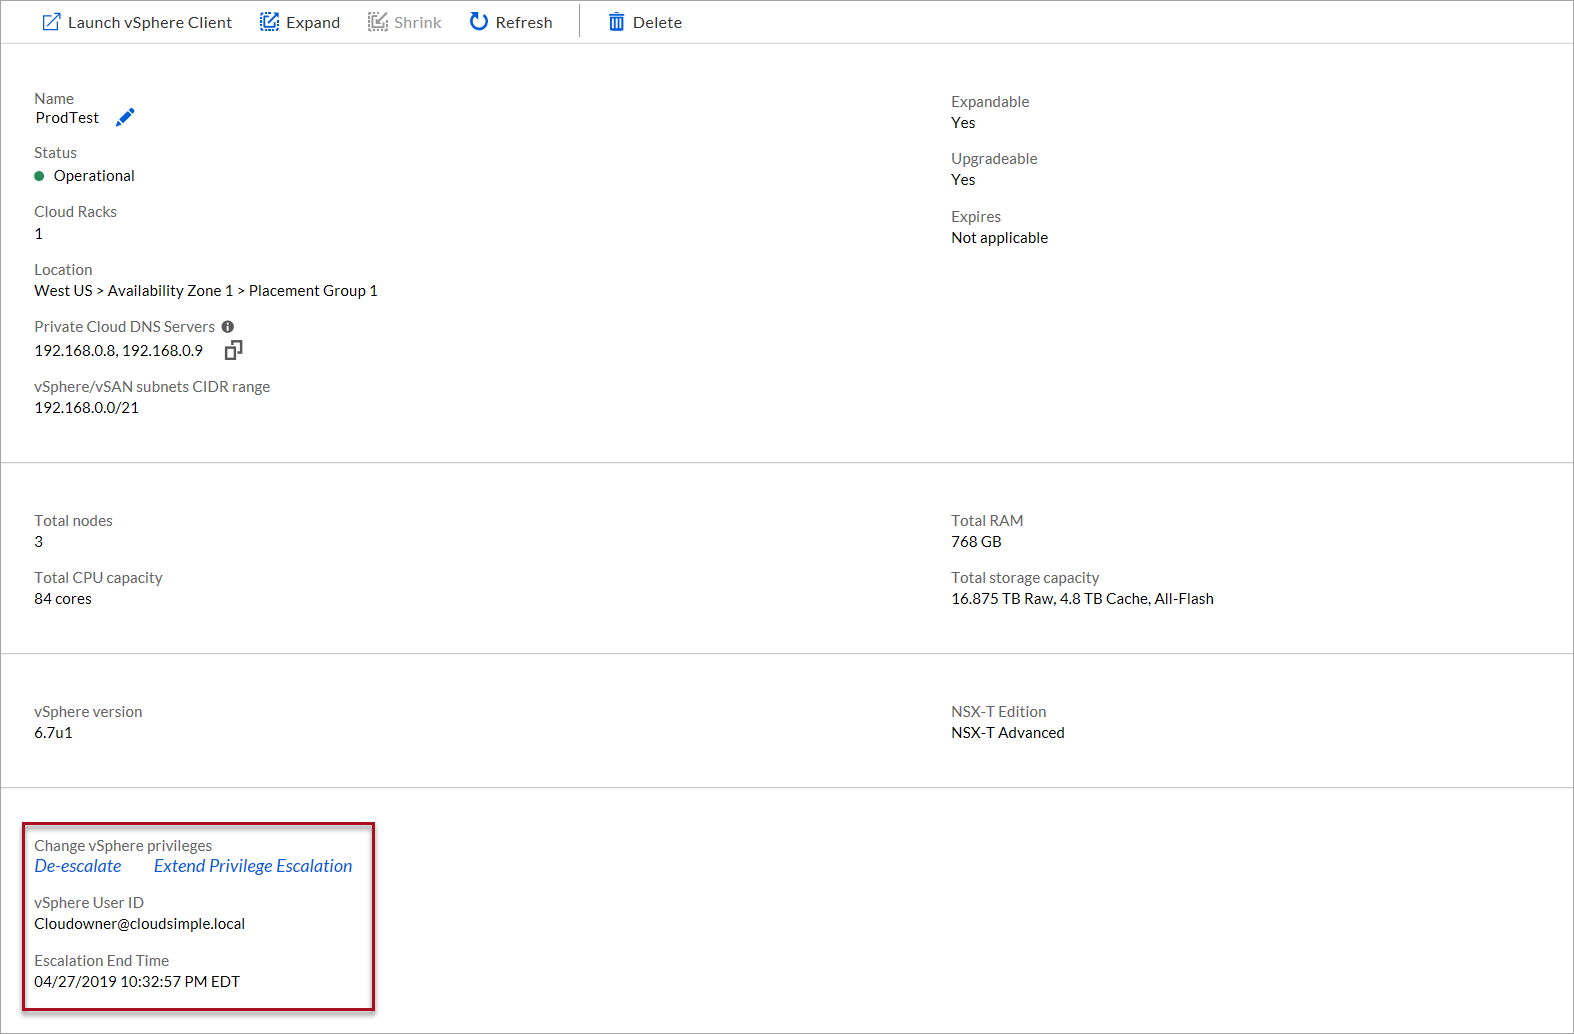 Launch vSphere Client Expand Shrink Refresh Delete
Name
ProdTest
Status
Operational
Cloud Racks
1
Location
West US > Availability Zone 1 > Placement Group 1
Private Cloud DNS Servers
192.168.0.8, 192.168.0.9
vSphere/vSAN subnets CIDR range
192.168.0.0/21
Expandable
Yes
Upgradeable
Yes
Expires
Not applicable
Total nodes
3
Total CPU capacity
84 cores
Total RAM
768 GB
Total storage capacity
16.875 TB Raw, 4.8 TB Cache, All-Flash
vSphere version
6.7u1
NSX-T Edition
NSX-T Advanced
Change vSphere privileges
De-escalate Extend Privilege Escalation
vSphere User ID
Cloudowner@cloudsimple.local
Escalation End Time
04/27/2019 10:32:57 PM EDT